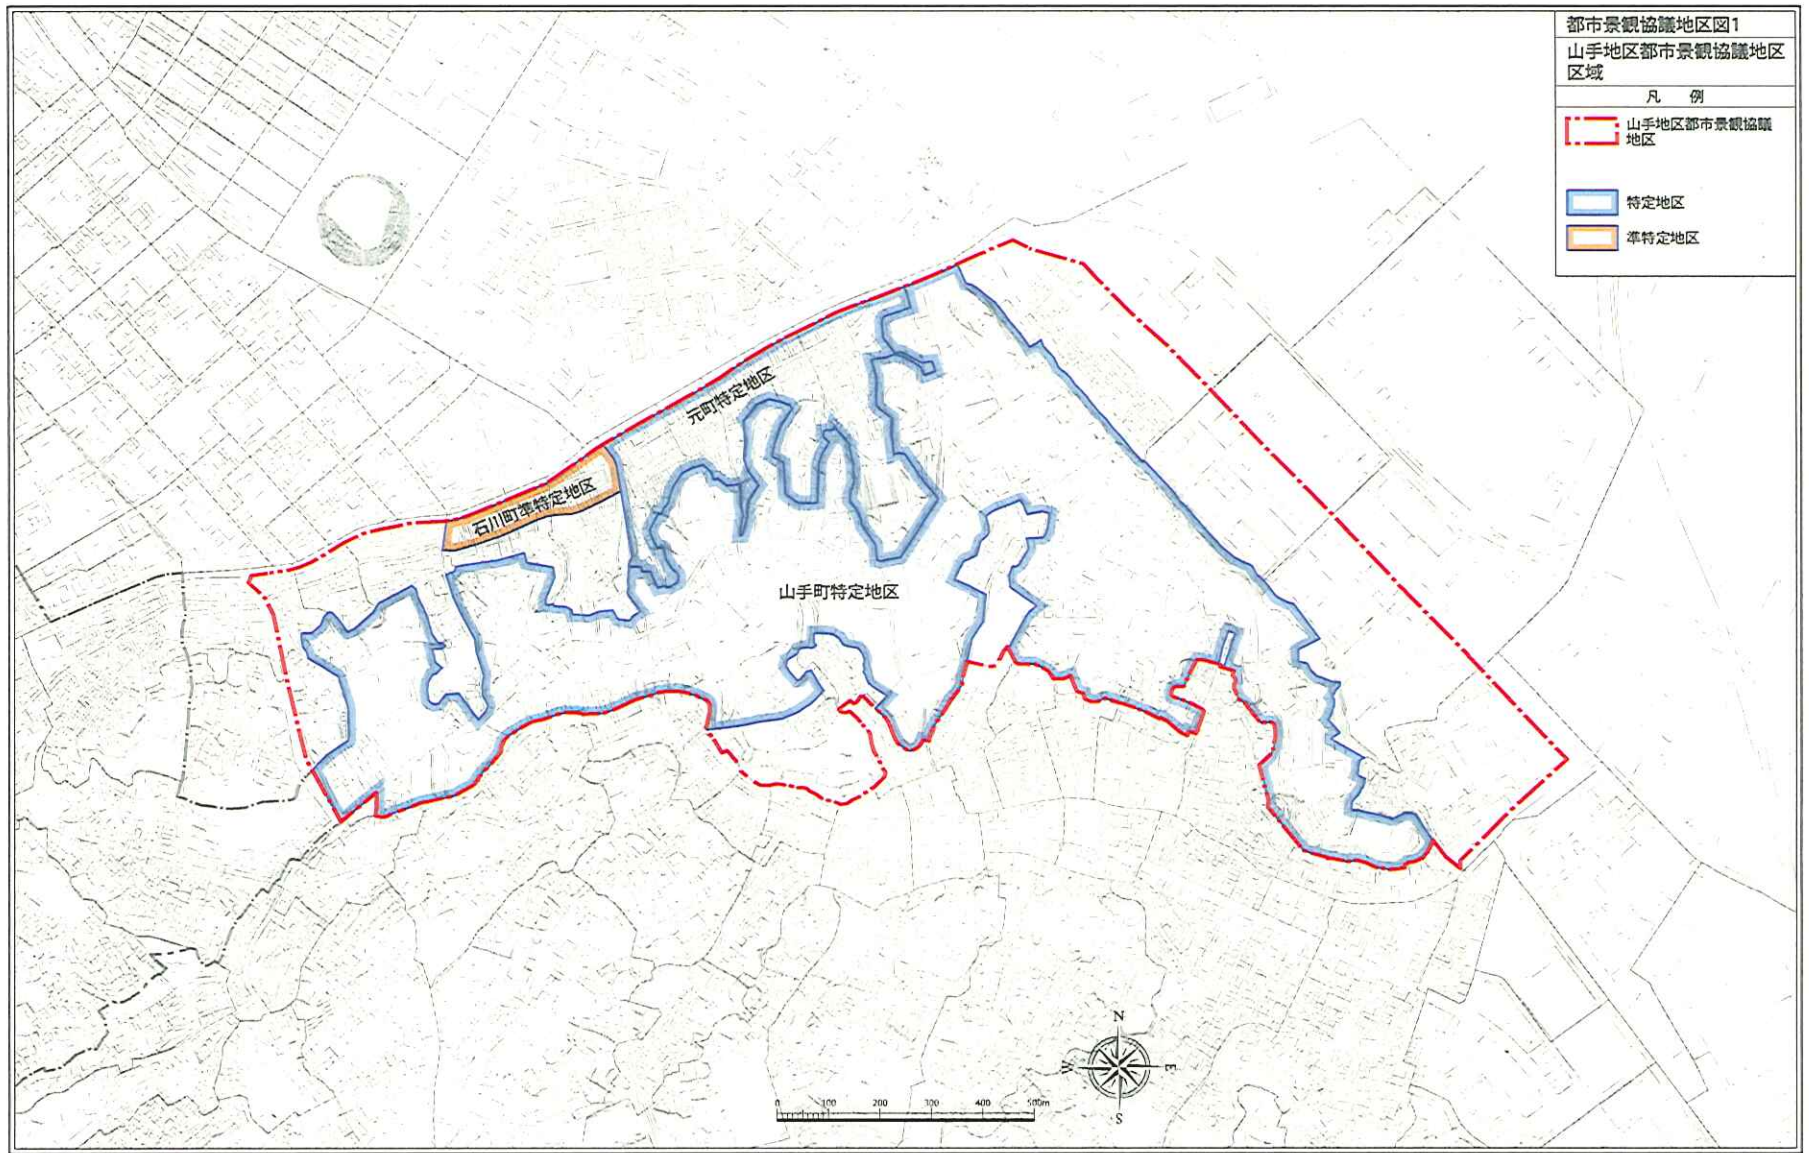 都市景観協議地区図1
山手地区都市景観協議地区
区域
凡 例
山手地区都市景観協議
地区
特定地区
準特定地区
元町特定地区
石川町準特定地区
山手町特定地区
N
W
E
S
0 100 200 300 400 500m